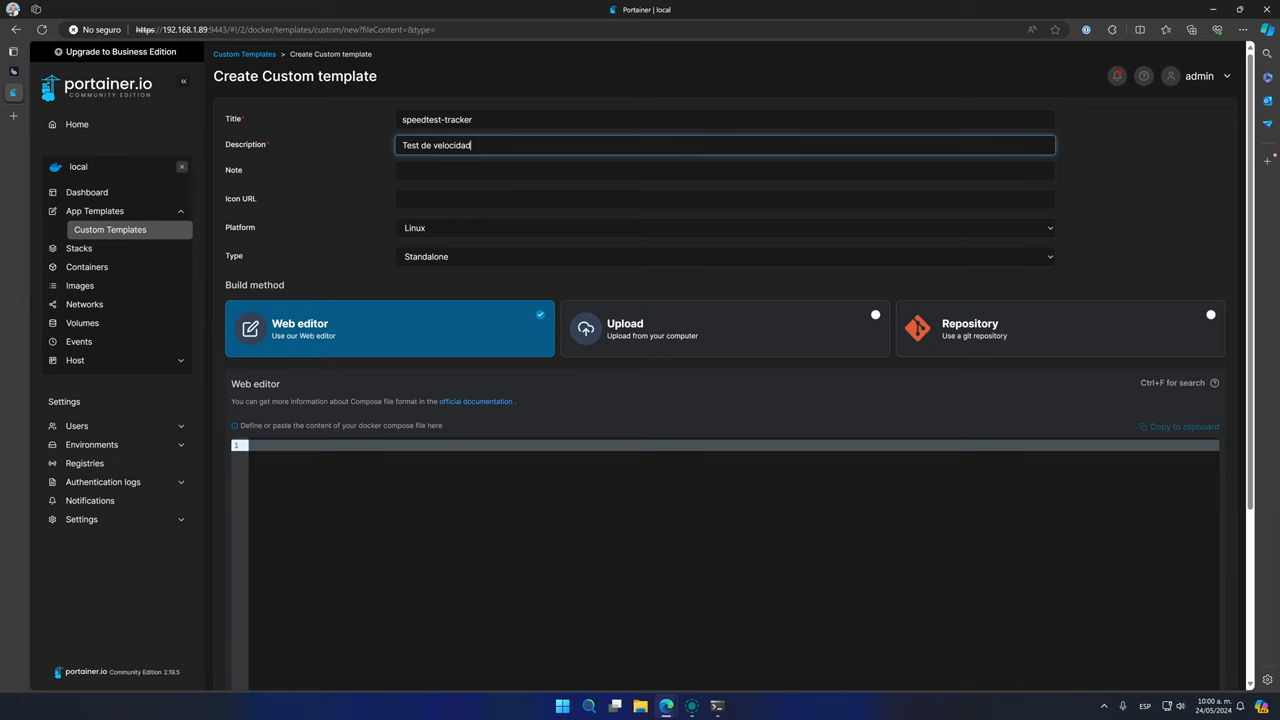 Portainer | local
No seguro
https://192.168.1.89:9443/#!/2/docker/templates/custom/new?fileContent=&type=
Upgrade to Business Edition
portainer.io
COMMUNITY EDITION
Home
local
Dashboard
App Templates
Custom Templates
Stacks
Containers
Images
Networks
Volumes
Events
Host
Settings
Users
Environments
Registries
Authentication logs
Notifications
Settings
portainer.io Community Edition 2.19.5
Custom Templates > Create Custom template
Create Custom template
admin
Title*
speedtest-tracker
Description*
Test de velocidad
Note
Icon URL
Platform
Linux
Type
Standalone
Build method
Web editor
Use our Web editor
Upload
Upload from your computer
Repository
Use a git repository
Web editor
Ctrl+F for search
You can get more information about Compose file format in the official documentation .
Define or paste the content of your docker compose file here
Copy to clipboard
1
ESP
10:00 a. m.
24/05/2024